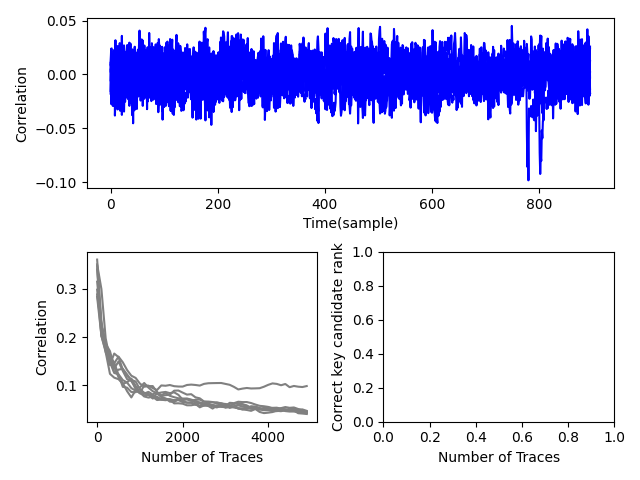 0.05
0.00
−0.05
−0.10
Correlation
0 200 400 600 800
Time(sample)
0.3
0.2
0.1
Correlation
0 2000 4000
Number of Traces
1.0
0.8
0.6
0.4
0.2
0.0
Correct key candidate rank
0.0 0.2 0.4 0.6 0.8 1.0
Number of Traces